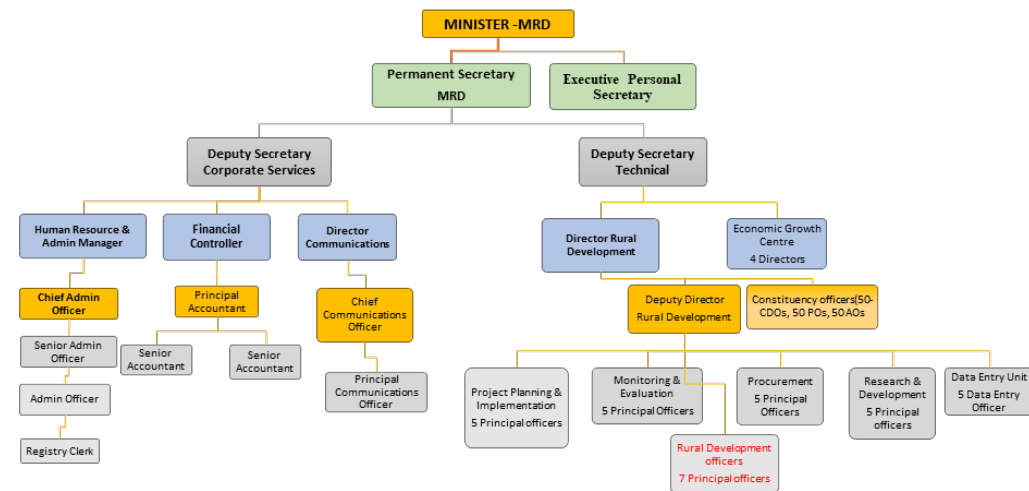 MINISTER -MRD
Permanent Secretary
MRD
Executive Personal
Secretary
Deputy Secretary
Corporate Services
Deputy Secretary
Technical
Human Resource &
Admin Manager
Financial
Controller
Director
Communications
Director Rural
Development
Economic Growth
Centre
4 Directors
Chief Admin
Officer
Principal
Accountant
Chief
Communications
Officer
Deputy Director
Rural Development
Constituency officers(50-
CDOs, 50 POs, 50 AOs
Senior Admin
Officer
Senior
Accountant
Senior
Accountant
Principal
Communications
Officer
Project Planning &
Implementation
5 Principal officers
Monitoring &
Evaluation
5 Principal Officers
Procurement
5 Principal
Officers
Research &
Development
5 Principal
officers
Data Entry Unit
5 Data Entry
Officer
Admin Officer
Registry Clerk
Rural Development
officers
7 Principal officers